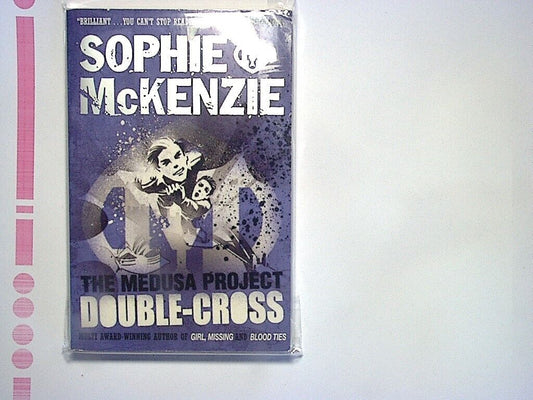 "BRILLIANT....YOU CAN'T STOP
SOPHIE
McKENZIE
THE MEDUSA PROJECT
DOUBLE-CROSS
MULTI AWARD-WINNING AUTHOR OF GIRL, MISSING AND BLOOD TIES